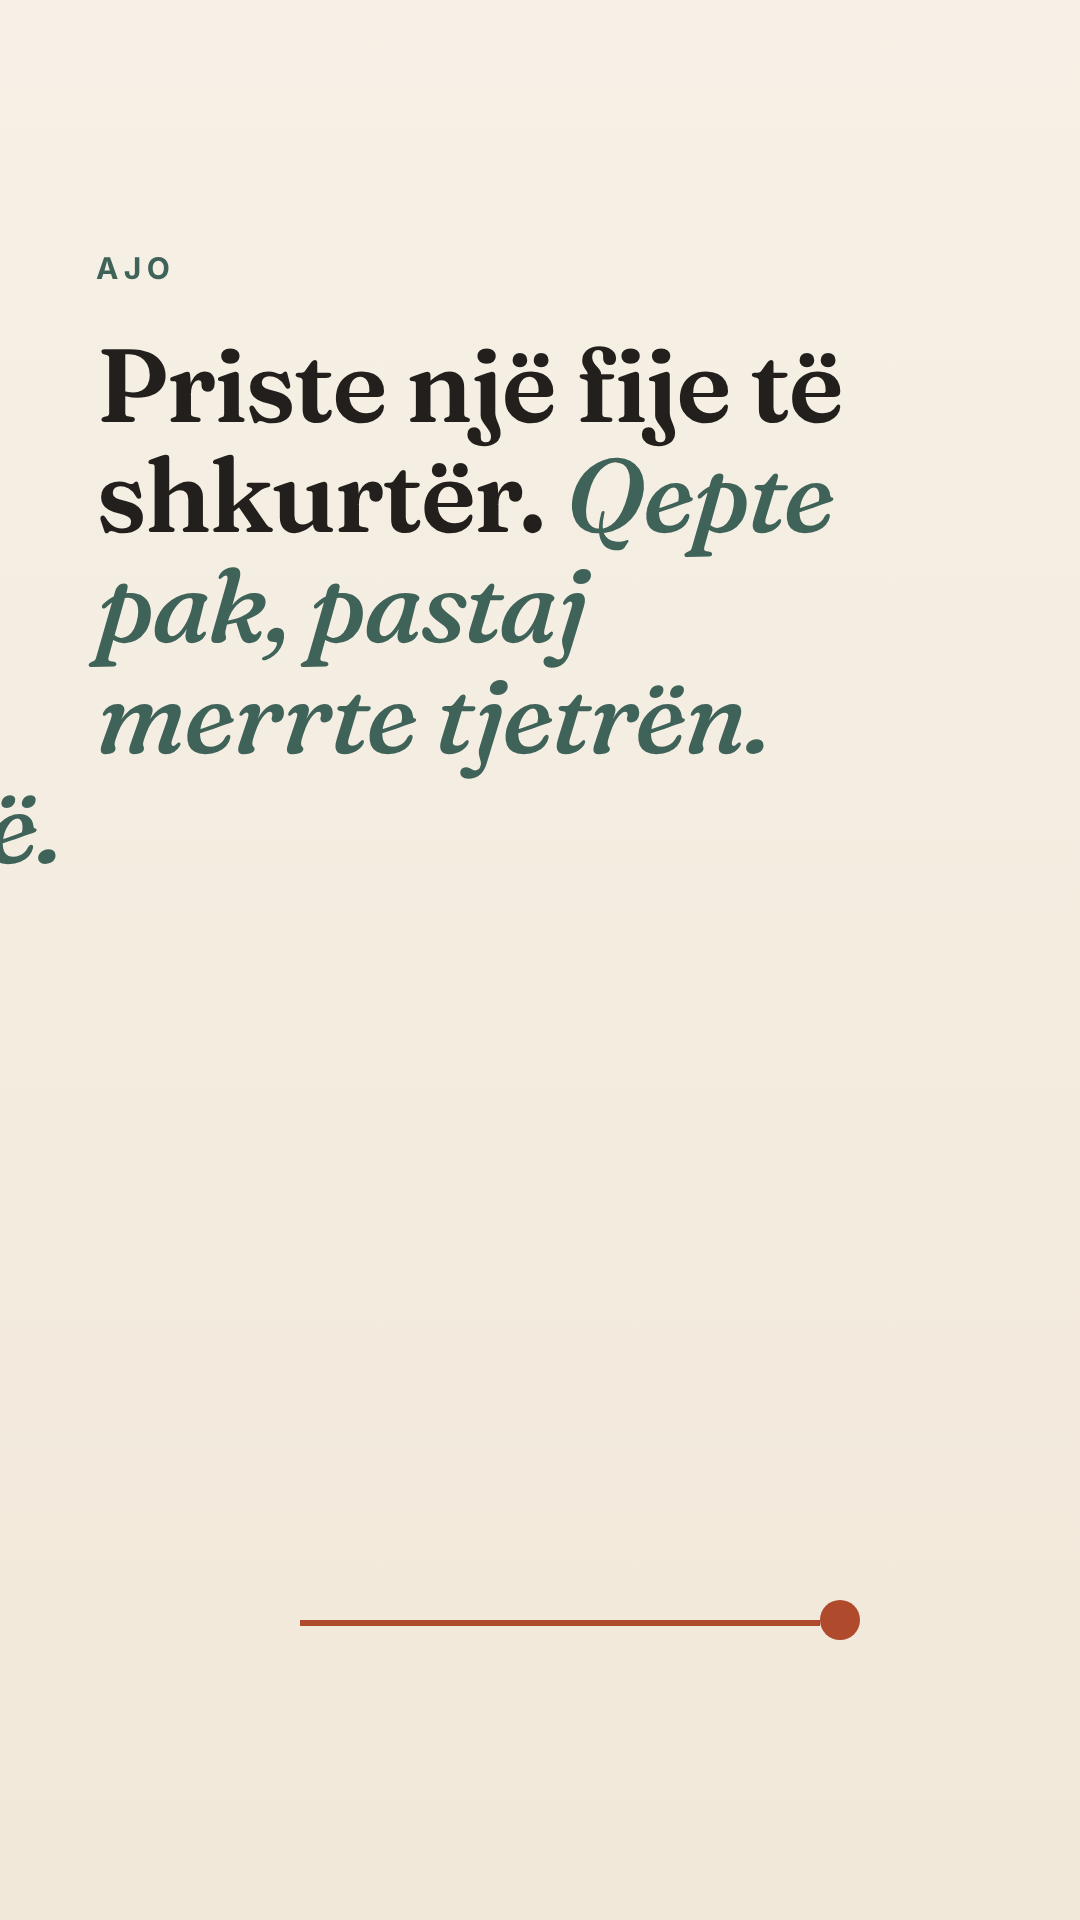 AJO
Priste një fije të
shkurtër. Qepte
pak, pastaj
merrte tjetrën.
ë.